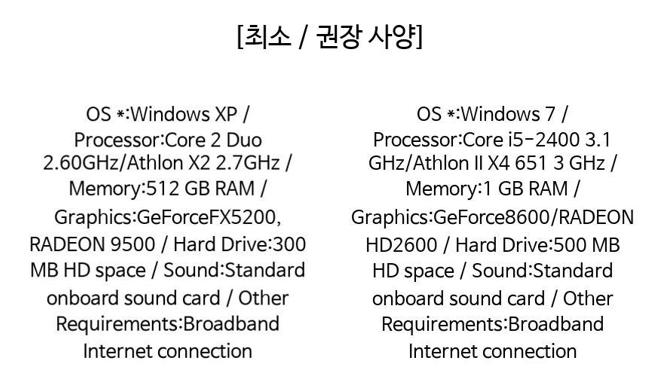 [최소 / 권장 사양]
OS *:Windows XP /
Processor:Core 2 Duo
2.60GHz/Athlon X2 2.7GHz /
Memory:512 GB RAM /
Graphics:GeForceFX5200,
RADEON 9500 / Hard Drive:300
MB HD space / Sound:Standard
onboard sound card / Other
Requirements:Broadband
Internet connection
OS *:Windows 7 /
Processor:Core i5-2400 3.1
GHz/Athlon II X4 651 3 GHz /
Memory:1 GB RAM /
Graphics:GeForce8600/RADEON
HD2600 / Hard Drive:500 MB
HD space / Sound:Standard
onboard sound card / Other
Requirements:Broadband
Internet connection